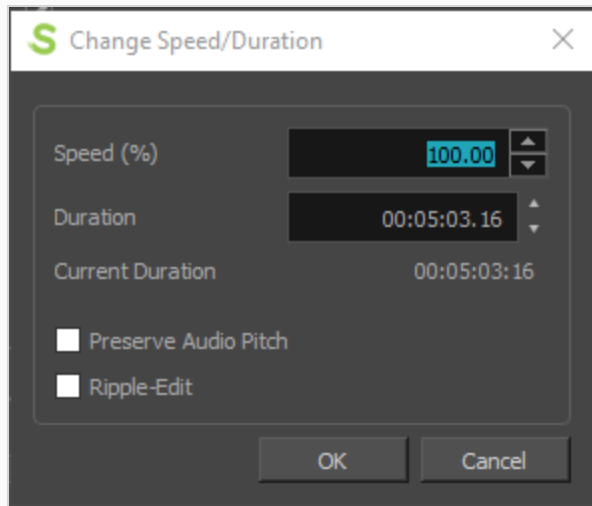 S Change Speed/Duration
Speed (%) 100.00
Duration 00:05:03.16
Current Duration 00:05:03:16
Preserve Audio Pitch
Ripple-Edit
OK Cancel